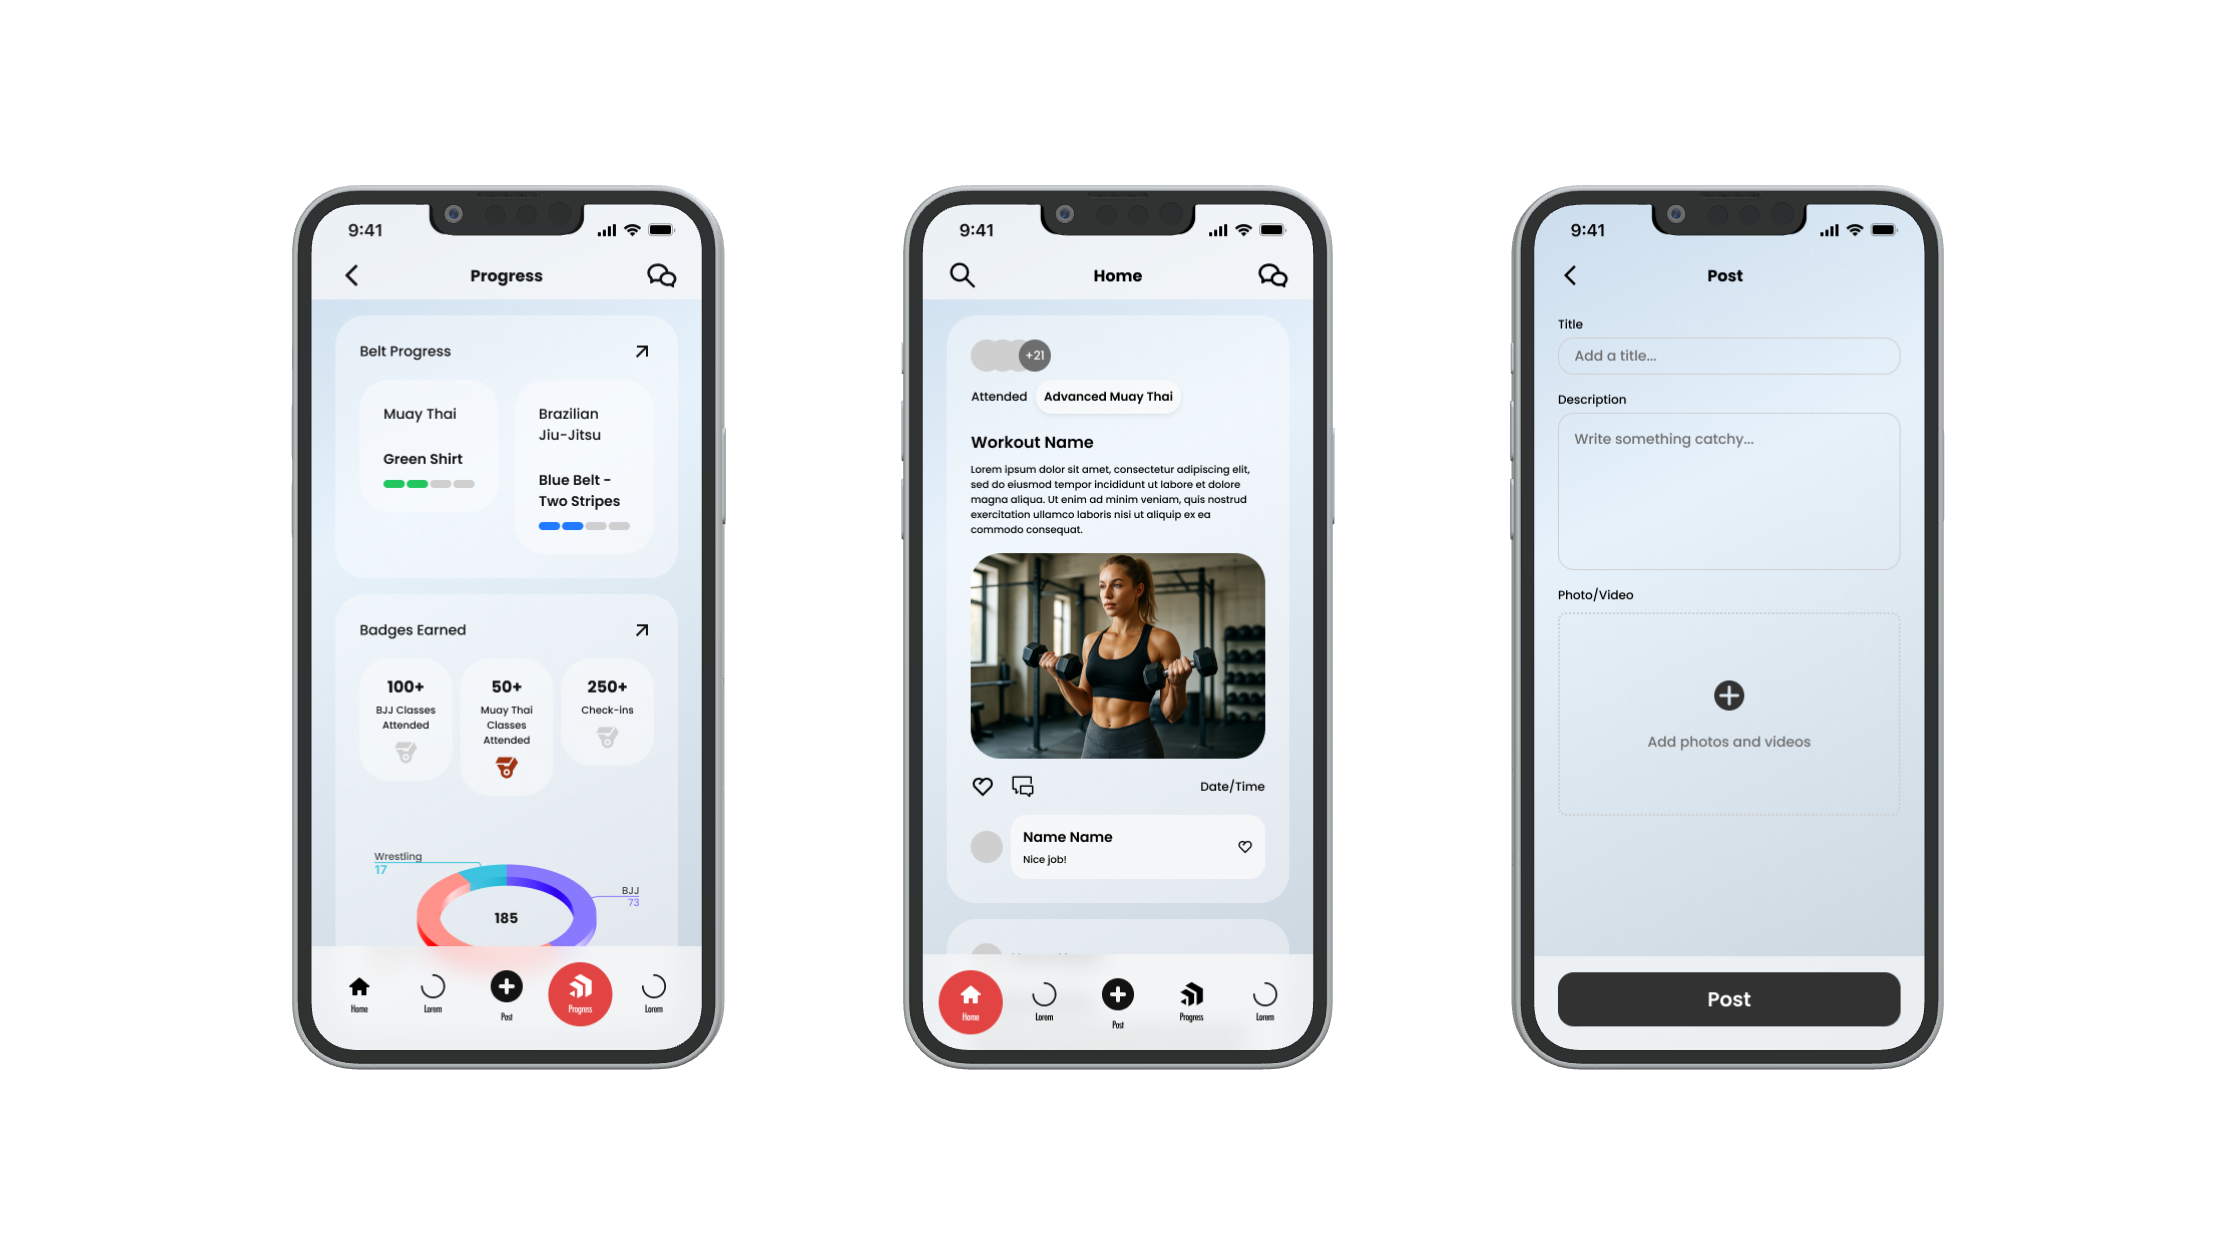 9:41
Progress
Belt Progress
Muay Thai
Green Shirt
Brazilian
Jiu-Jitsu
Blue Belt -
Two Stripes
Badges Earned
100+
BJJ Classes
Attended
50+
Muay Thai
Classes
Attended
250+
Check-ins
Wrestling
17
BJJ
73
185
Home
Lorem
Post
Progress
Lorem
9:41
Home
+21
Attended
Advanced Muay Thai
Workout Name
Lorem ipsum dolor sit amet, consectetur adipiscing elit,
sed do eiusmod tempor incididunt ut labore et dolore
magna aliqua. Ut enim ad minim veniam, quis nostrud
exercitation ullamco laboris nisi ut aliquip ex ea
commodo consequat.
Date/Time
Name Name
Nice job!
Home
Lorem
Post
Progress
Lorem
9:41
Post
Title
Add a title...
Description
Write something catchy...
Photo/Video
Add photos and videos
Post